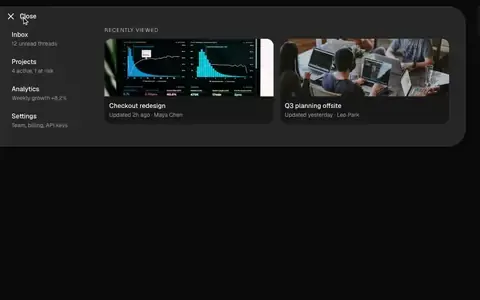 Close
Inbox
12 unread threads
Projects
4 active, 1 at risk
Analytics
Weekly growth +8.2%
Settings
Team, billing, API keys
RECENTLY VIEWED
Checkout redesign
Updated 2h ago · Maya Chen
Q3 planning offsite
Updated yesterday · Leo Park